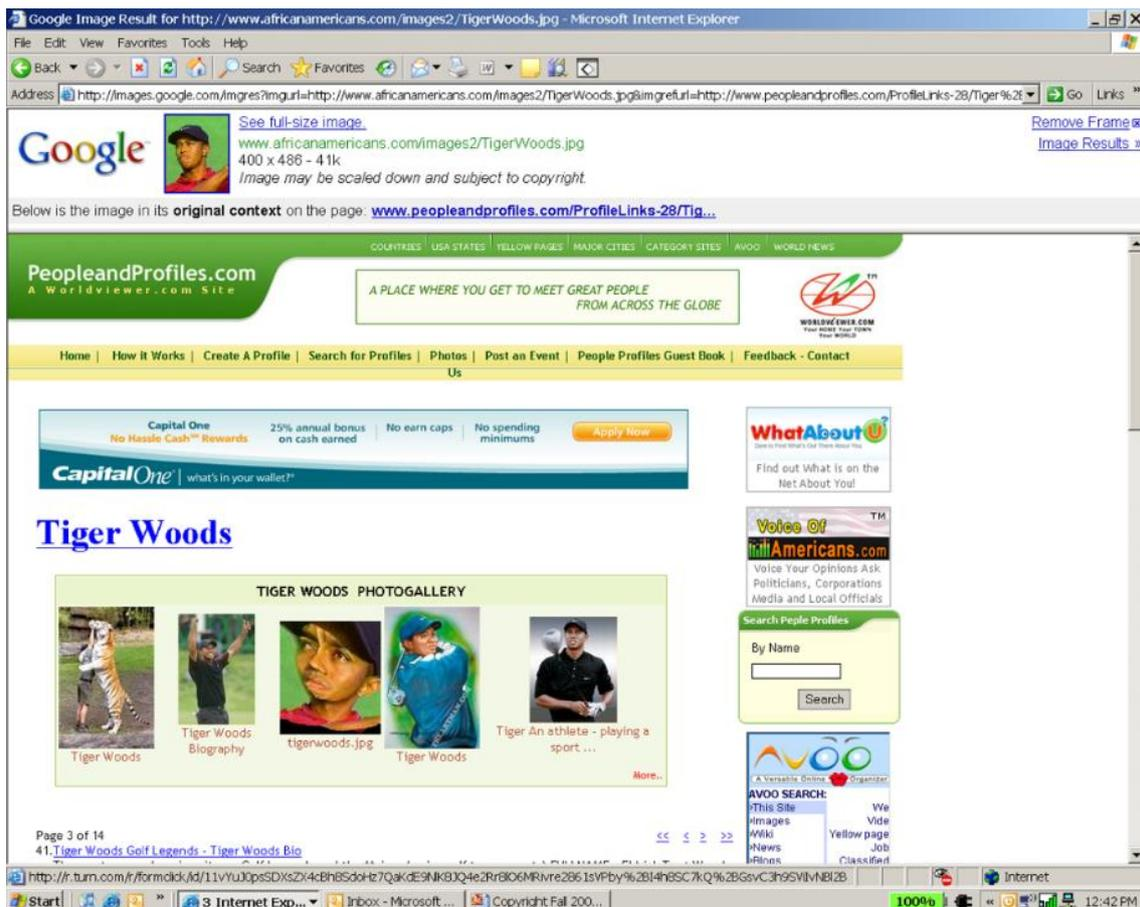 Google Image Result for http://www.africanamericans.com/images2/TigerWoods.jpg - Microsoft Internet Explorer
File Edit View Favorites Tools Help
Back Search Favorites
Address http://images.google.com/imgres?imgurl=http://www.africanamericans.com/images2/TigerWoods.jpg&imgrefurl=http://www.peopleandprofiles.com/ProfileLinks-28/Tiger%2 Go Links »
Google
See full-size image.
www.africanamericans.com/images2/TigerWoods.jpg
400 x 486 - 41k
Image may be scaled down and subject to copyright.
Remove Frame
Image Results »
Below is the image in its original context on the page: www.peopleandprofiles.com/ProfileLinks-28/Tig...
COUNTRIES USA STATES YELLOW PAGES MAJOR CITIES CATEGORY SITES AVOO WORLD NEWS
PeopleandProfiles.com
A Worldviewer.com Site
A PLACE WHERE YOU GET TO MEET GREAT PEOPLE
FROM ACROSS THE GLOBE
TM
WORLDVIEWER.COM
Your HOME Your TOWN
Your WORLD
Home | How it Works | Create A Profile | Search for Profiles | Photos | Post an Event | People Profiles Guest Book | Feedback - Contact
Us
Capital One
No Hassle Cash℠ Rewards
25% annual bonus
on cash earned
No earn caps
No spending
minimums
Apply Now
CapitalOne® | what's in your wallet?®
WhatAboutU?
Find out What is on the
Net About You!
Tiger Woods
Voice Of TM
Americans.com
Voice Your Opinions Ask
Politicians, Corporations
Media and Local Officials
TIGER WOODS PHOTOGALLERY
Tiger Woods
Tiger Woods
Biography
tigerwoods.jpg
Tiger Woods
Tiger An athlete - playing a
sport ...
More..
Search Peple Profiles
By Name
Search
AVOO
A Versatile Online Organizer
AVOO SEARCH:
›This Site We
›Images Vide
›Wiki Yellow page
›News Job
›Blogs Classified
Page 3 of 14
<< < > >>
41.Tiger Woods Golf Legends - Tiger Woods Bio
Internet
Start » 3 Internet Exp... Inbox - Microsoft ... Copyright Fall 200... 100% « 12:42 PM